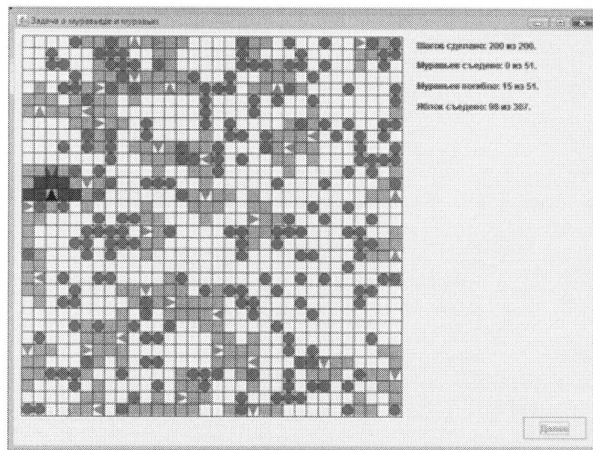 Задача о муравьеде и муравьях
Шагов сделано: 200 из 200.
Муравьев съедено: 0 из 51.
Муравьев погибло: 15 из 51.
Яблок съедено: 98 из 307.
Далее